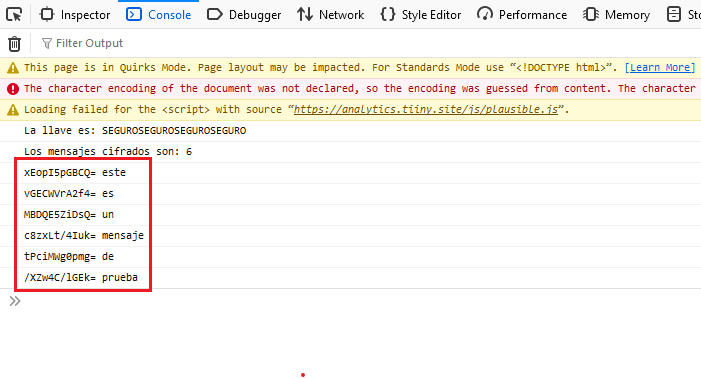 Inspector Console Debugger Network Style Editor Performance Memory Sto
Filter Output
This page is in Quirks Mode. Page layout may be impacted. For Standards Mode use “<!DOCTYPE html>”. [Learn More]
The character encoding of the document was not declared, so the encoding was guessed from content. The character
Loading failed for the <script> with source “https://analytics.tiiny.site/js/plausible.js”.
La llave es: SEGUROSEGUROSEGUROSEGURO
Los mensajes cifrados son: 6
xEopI5pGBCQ= este
vGECWVrA2f4= es
MBDQE5ZiDsQ= un
c8zxLt/4Iuk= mensaje
tPciMWg0pmg= de
/XZw4C/lGEk= prueba